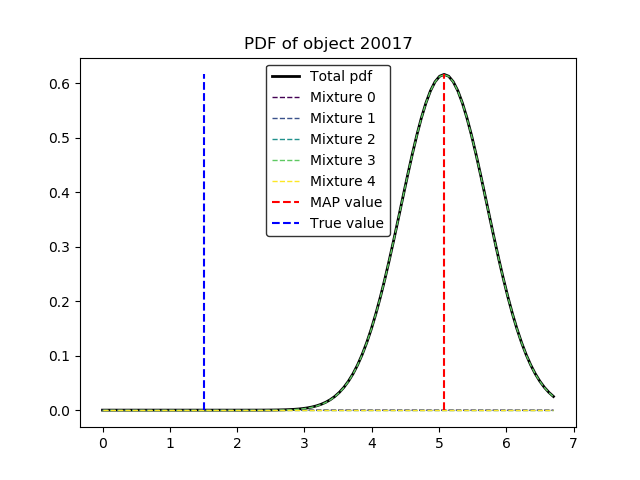 PDF of object 20017
Total pdf
Mixture 0
Mixture 1
Mixture 2
Mixture 3
Mixture 4
MAP value
True value
0.6
0.5
0.4
0.3
0.2
0.1
0.0
0 1 2 3 4 5 6 7